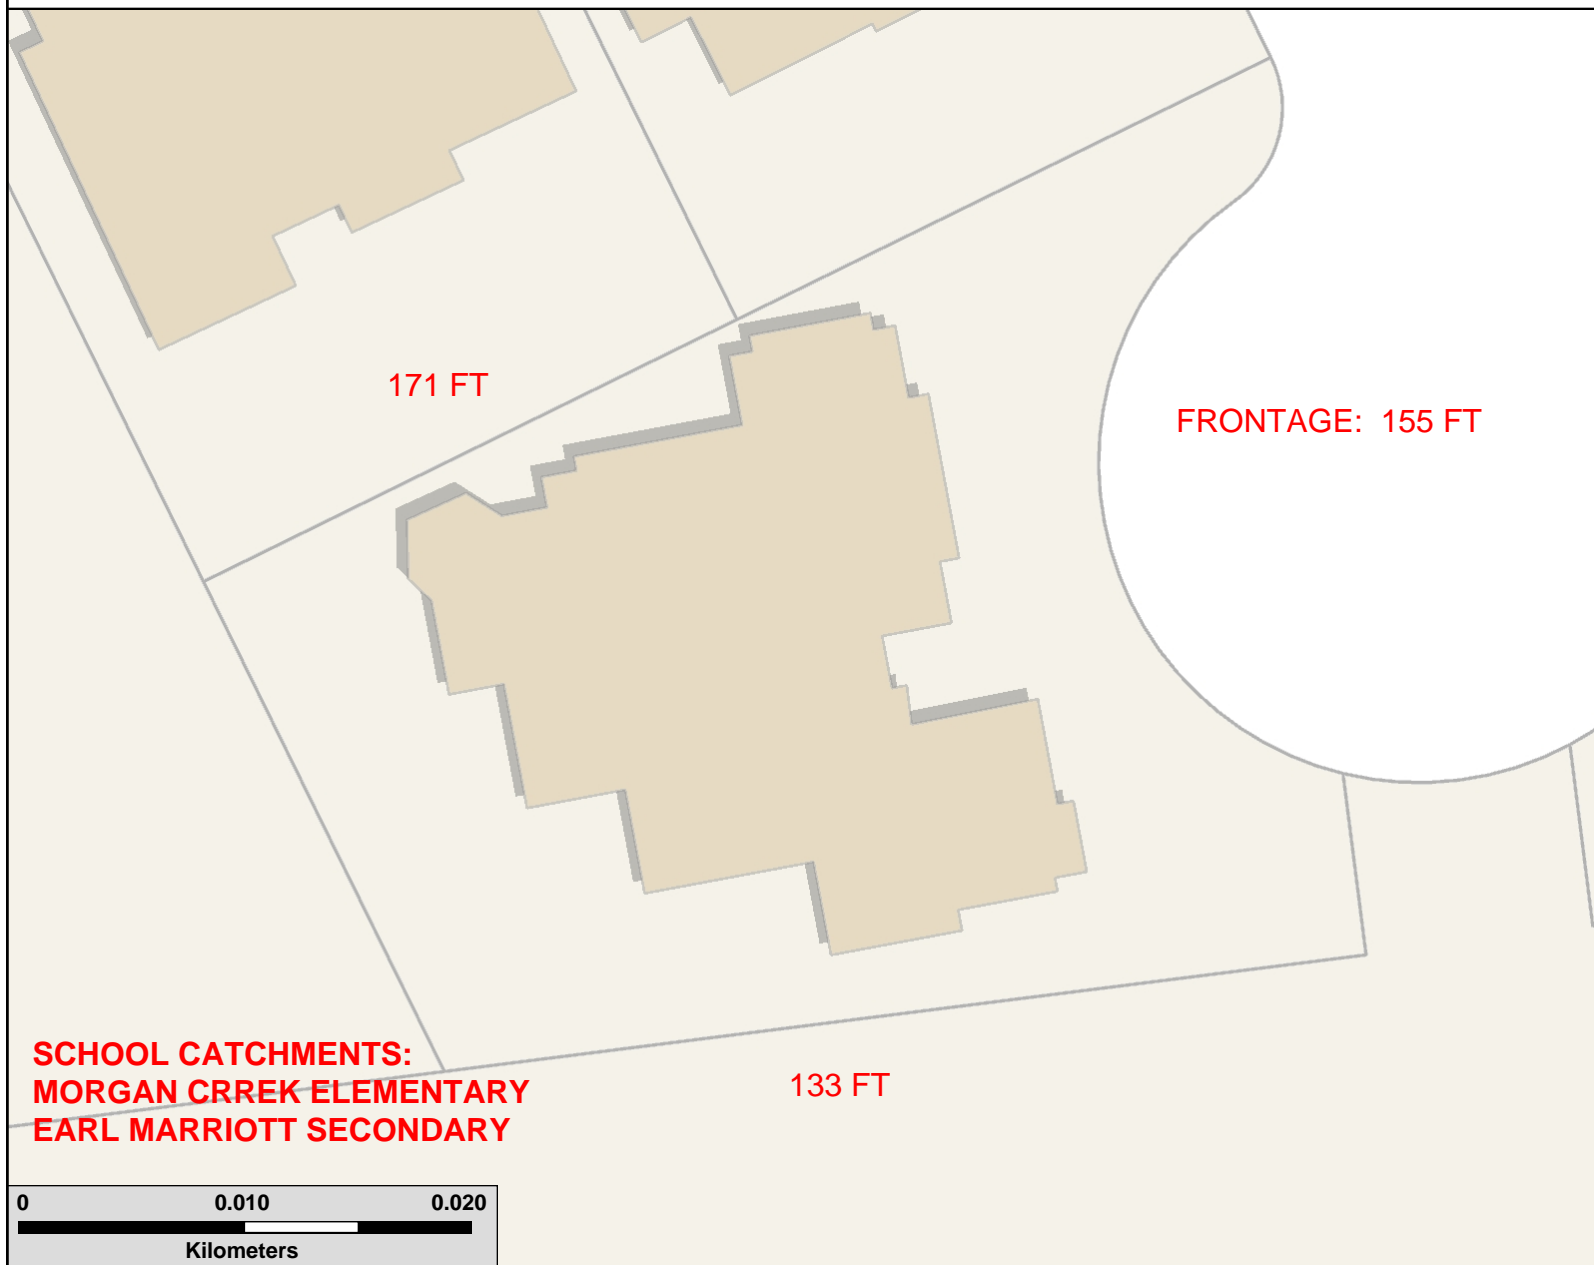 171 FT
FRONTAGE: 155 FT
SCHOOL CATCHMENTS:
MORGAN CRREK ELEMENTARY
EARL MARRIOTT SECONDARY
133 FT
0 0.010 0.020
Kilometers